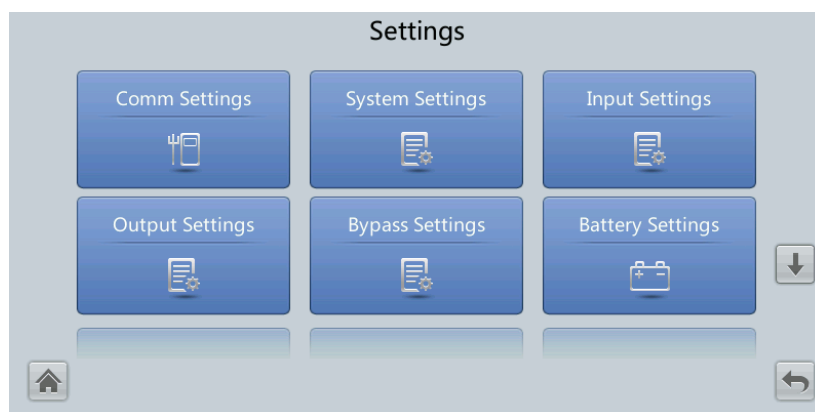 Settings
Comm Settings
System Settings
Input Settings
Output Settings
Bypass Settings
Battery Settings